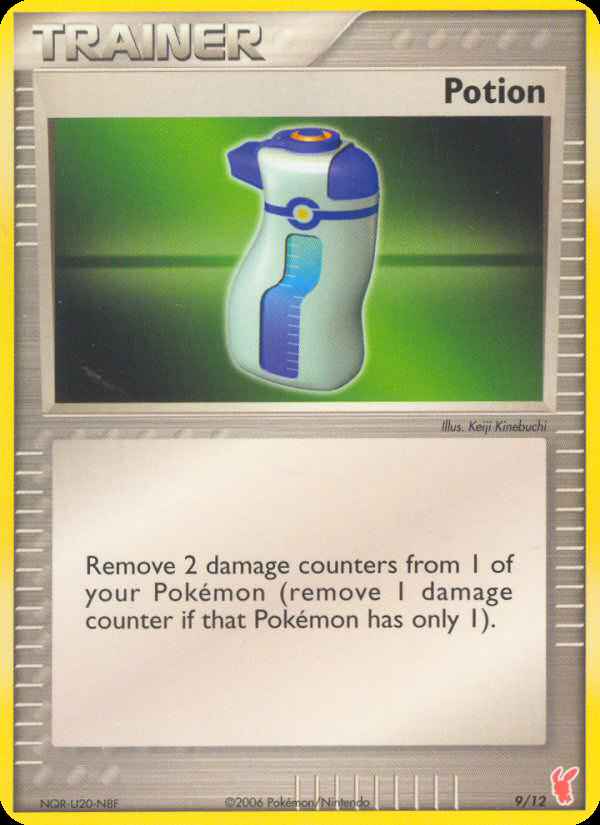 TRAINER
Potion
Illus. Keiji Kinebuchi
Remove 2 damage counters from 1 of
your Pokémon (remove 1 damage
counter if that Pokémon has only 1).
NQR-U20-NBF
©2006 Pokémon/Nintendo
9/12